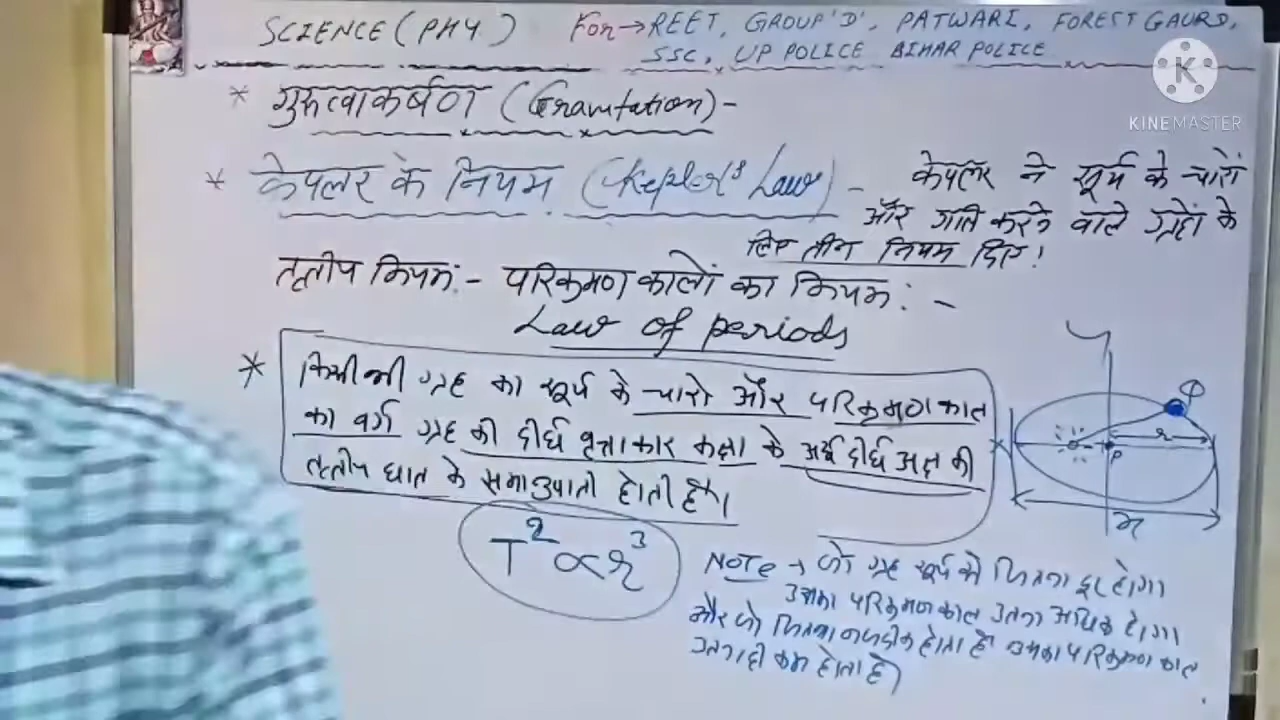 SCIENCE (PHY) For→ REET, GROUP 'D', PATWARI, FOREST GAURD,
SSC, UP POLICE BIHAR POLICE
K
KINEMASTER
* गुरुत्वाकर्षण (Gravitation) -
* केपलर के नियम (Kepler's Law) - केपलर ने सूर्य के चारों
और गति करने वाले ग्रहों के
लिए तीन नियम दिए!
तृतीय नियम:- परिक्रमण कालों का नियम: -
Law of periods
* किसी भी ग्रह का सूर्य के चारो और परिक्रमण काल
का वर्ग ग्रह की दीर्घ वृत्ताकार कक्षा के अर्द्ध दीर्घ अक्ष की
तृतीय घात के समानुपाती होती है।
T² ∝ r³
P
r
NOTE → जो ग्रह सूर्य से जितना दूर होगा
उसका परिक्रमण काल उतना अधिक होगा
और जो जितना नजदीक होता है उसका परिक्रमण काल
उतना ही कम होता है